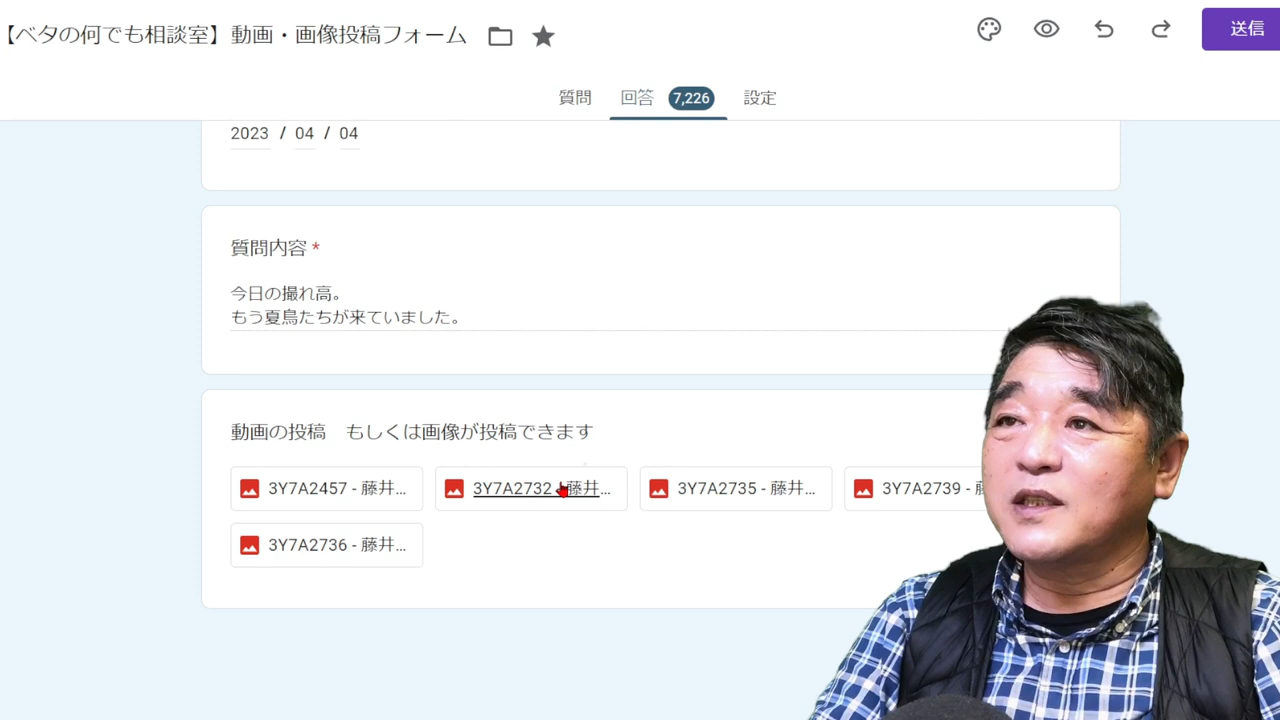 【ベタの何でも相談室】動画・画像投稿フォーム
送信
質問 回答 7,226 設定
2023 / 04 / 04
質問内容 *
今日の撮れ高。
もう夏鳥たちが来ていました。
動画の投稿　もしくは画像が投稿できます
3Y7A2457 - 藤井... 3Y7A2732 - 藤井... 3Y7A2735 - 藤井... 3Y7A2739 -
3Y7A2736 - 藤井...